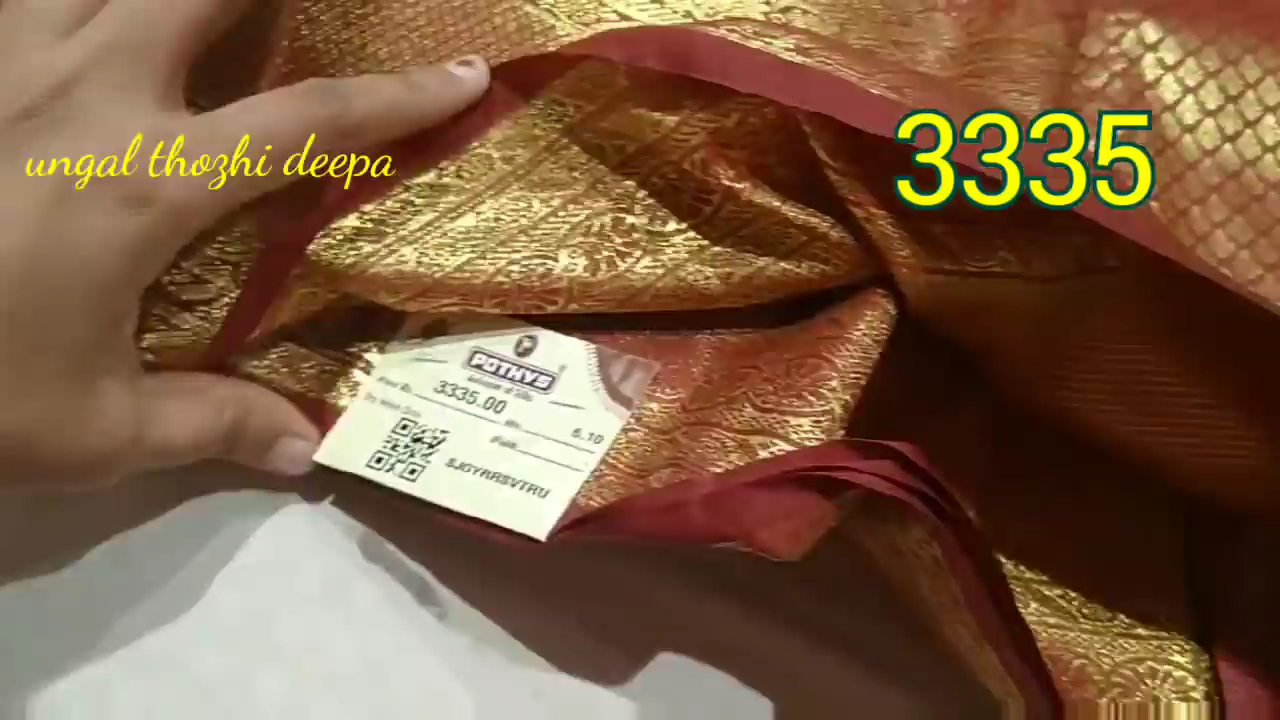 3335
ungal thozhi deepa
POTHYS
3335.00
6.10
SJGYRRSVTRU